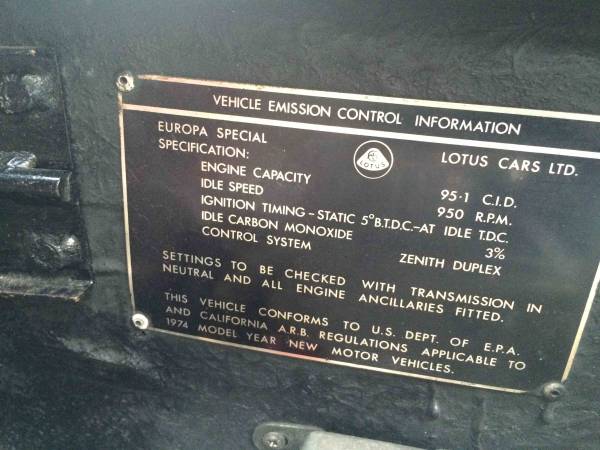 VEHICLE EMISSION CONTROL INFORMATION
EUROPA SPECIAL LOTUS LOTUS CARS LTD.
SPECIFICATION:
ENGINE CAPACITY 95·1 C.I.D.
IDLE SPEED 950 R.P.M.
IGNITION TIMING - STATIC 5°B.T.D.C.-AT IDLE T.D.C.
IDLE CARBON MONOXIDE 3%
CONTROL SYSTEM ZENITH DUPLEX
SETTINGS TO BE CHECKED WITH TRANSMISSION IN
NEUTRAL AND ALL ENGINE ANCILLARIES FITTED.
THIS VEHICLE CONFORMS TO U.S. DEPT. OF E.P.A.
AND CALIFORNIA A.R.B. REGULATIONS APPLICABLE TO
1974 MODEL YEAR NEW MOTOR VEHICLES.